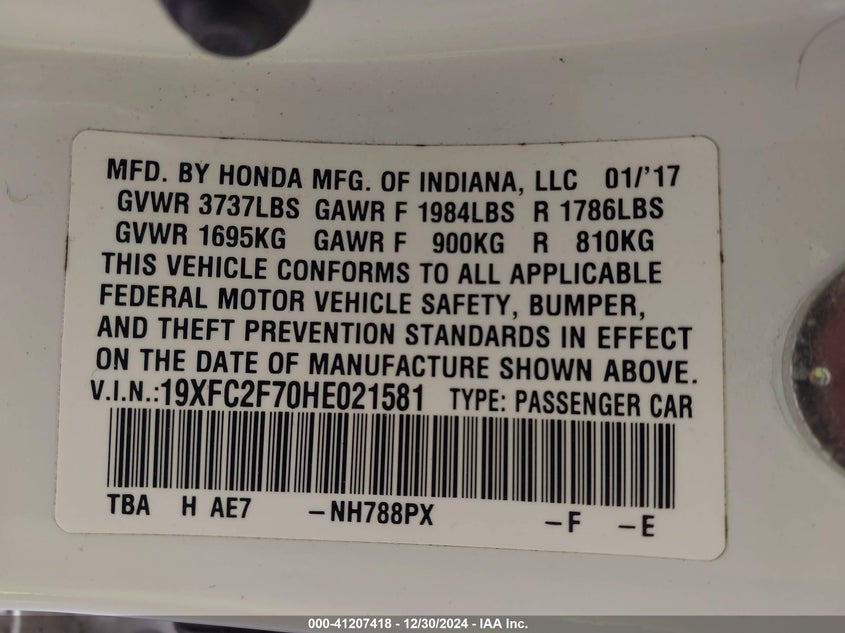 MFD. BY HONDA MFG. OF INDIANA, LLC 01/'17
GVWR 3737LBS GAWR F 1984LBS R 1786LBS
GVWR 1695KG GAWR F 900KG R 810KG
THIS VEHICLE CONFORMS TO ALL APPLICABLE
FEDERAL MOTOR VEHICLE SAFETY, BUMPER,
AND THEFT PREVENTION STANDARDS IN EFFECT
ON THE DATE OF MANUFACTURE SHOWN ABOVE.
V.I.N.:19XFC2F70HE021581 TYPE: PASSENGER CAR
TBA H AE7 -NH788PX -F -E
000-41207418 - 12/30/2024 - IAA Inc.